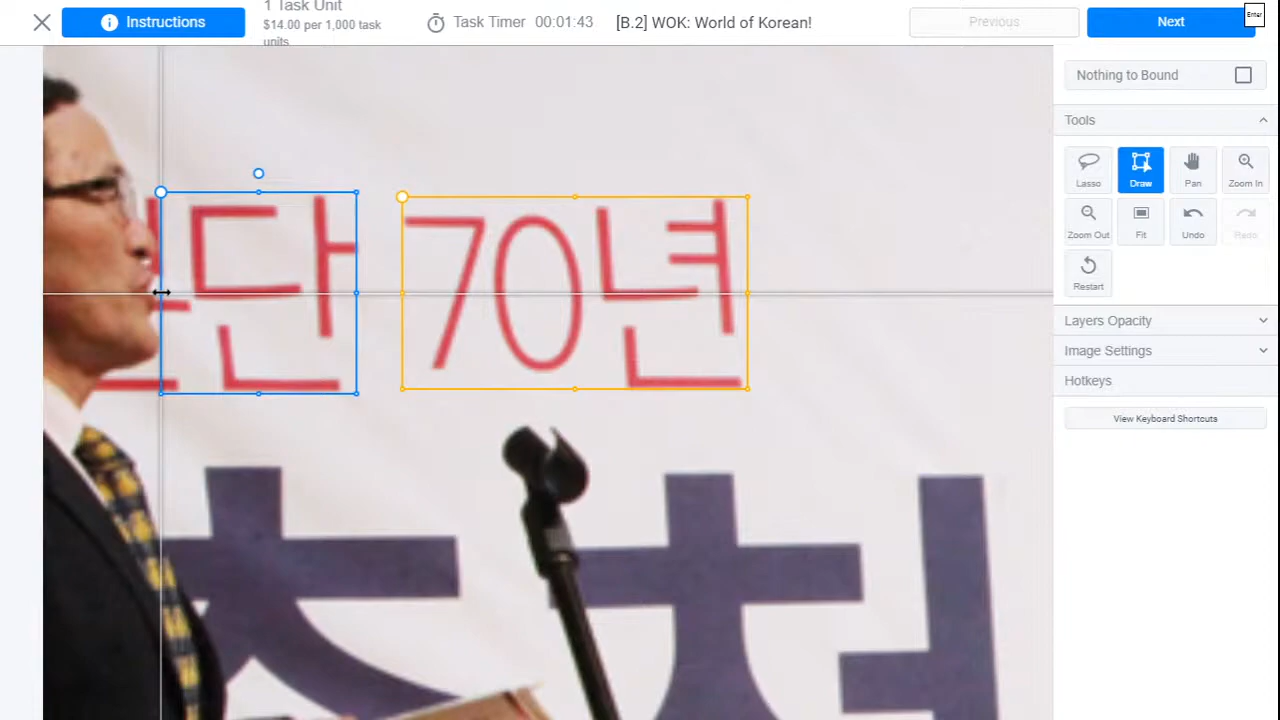 Instructions
1 Task Unit
$14.00 per 1,000 task
units
Task Timer 00:01:43
[B.2] WOK: World of Korean!
Previous
Next
Enter
Nothing to Bound
Tools
Lasso Draw Pan Zoom In
Zoom Out Fit Undo Redo
Restart
Layers Opacity
Image Settings
Hotkeys
View Keyboard Shortcuts
단 70년